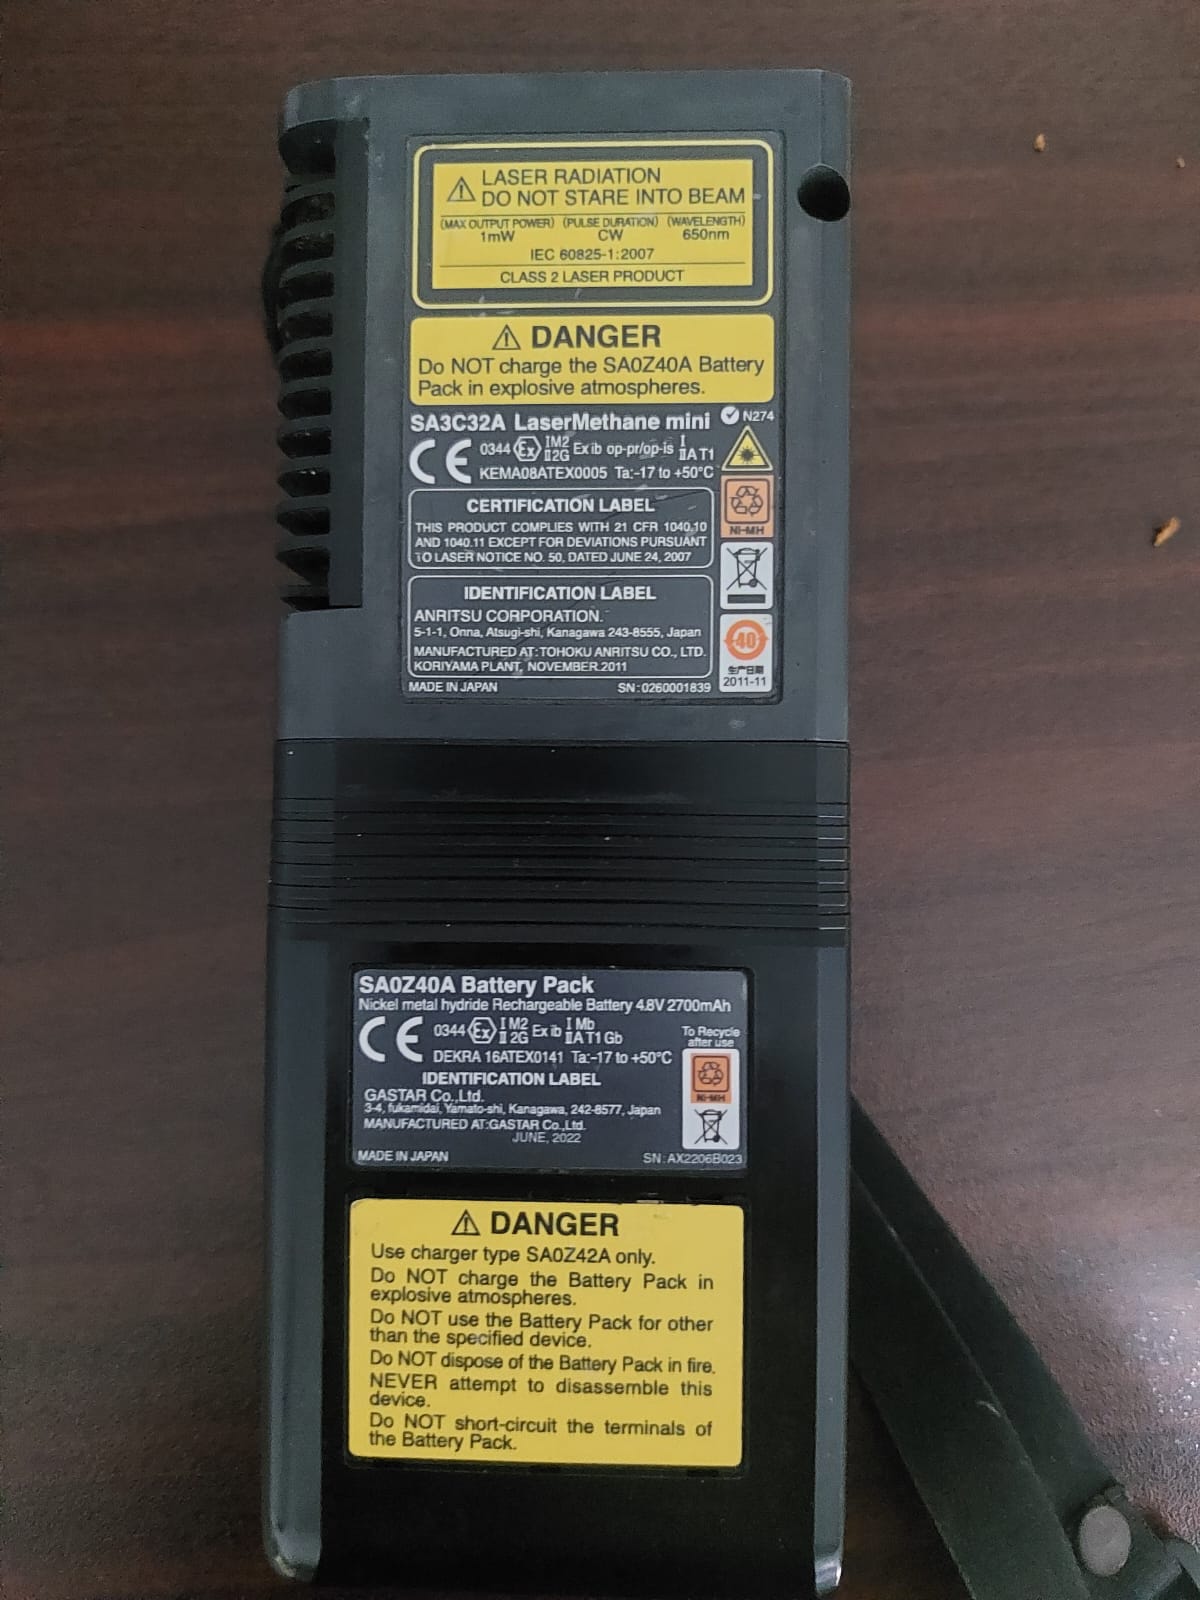 LASER RADIATION
DO NOT STARE INTO BEAM
(MAX OUTPUT POWER) (PULSE DURATION) (WAVELENGTH)
1mW CW 650nm
IEC 60825-1:2007
CLASS 2 LASER PRODUCT
DANGER
Do NOT charge the SA0Z40A Battery
Pack in explosive atmospheres.
SA3C32A LaserMethane mini N274
CE 0344 Ex I M2 II 2G Ex ib op-pr/op-is I IIA T1
KEMA08ATEX0005 Ta:-17 to +50°C
NI-MH
CERTIFICATION LABEL
THIS PRODUCT COMPLIES WITH 21 CFR 1040.10
AND 1040.11 EXCEPT FOR DEVIATIONS PURSUANT
TO LASER NOTICE NO. 50, DATED JUNE 24, 2007
IDENTIFICATION LABEL
ANRITSU CORPORATION.
5-1-1, Onna, Atsugi-shi, Kanagawa 243-8555, Japan
MANUFACTURED AT:TOHOKU ANRITSU CO., LTD.
KORIYAMA PLANT, NOVEMBER.2011
40
生产日期
2011-11
MADE IN JAPAN SN:0260001839
SA0Z40A Battery Pack
Nickel metal hydride Rechargeable Battery 4.8V 2700mAh
CE 0344 Ex I M2 II 2G Ex ib I Mb IIA T1 Gb
DEKRA 16ATEX0141 Ta:-17 to +50°C
To Recycle
after use
NI-MH
IDENTIFICATION LABEL
GASTAR Co.,Ltd.
3-4, fukamidai, Yamato-shi, Kanagawa, 242-8577, Japan
MANUFACTURED AT:GASTAR Co.,Ltd.
JUNE, 2022
MADE IN JAPAN SN:AX2206B023
DANGER
Use charger type SA0Z42A only.
Do NOT charge the Battery Pack in
explosive atmospheres.
Do NOT use the Battery Pack for other
than the specified device.
Do NOT dispose of the Battery Pack in fire.
NEVER attempt to disassemble this
device.
Do NOT short-circuit the terminals of
the Battery Pack.